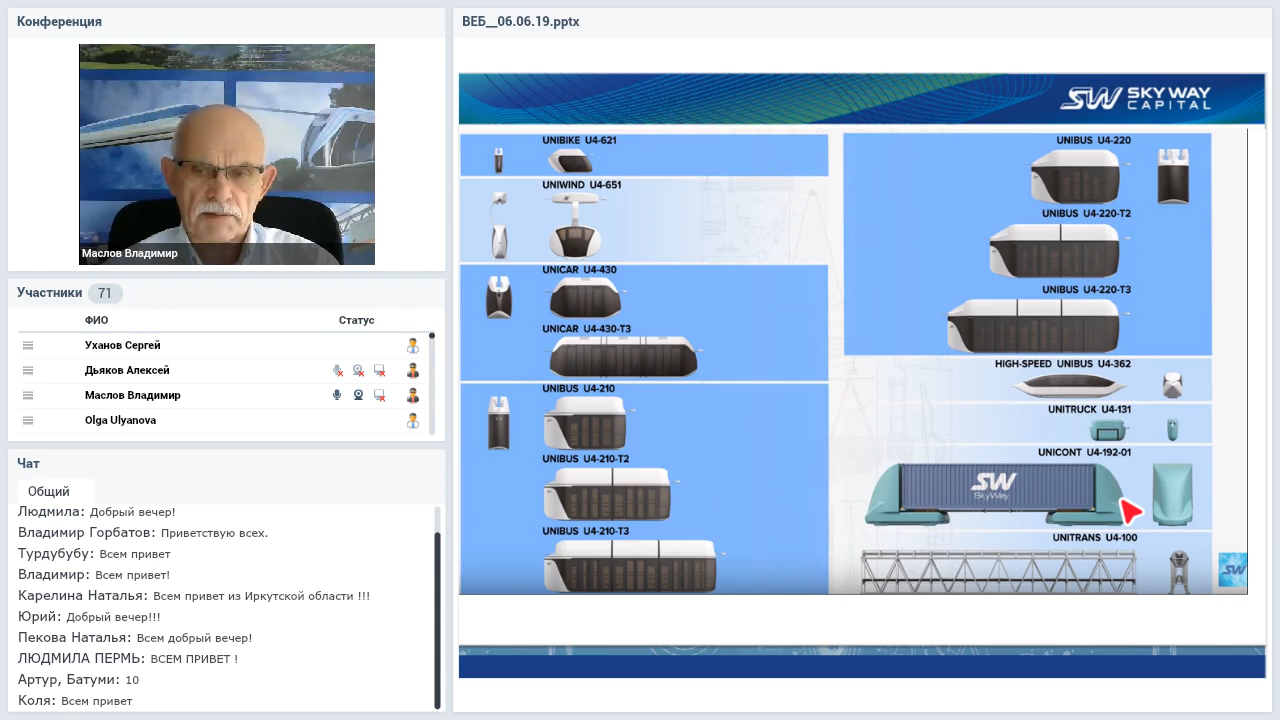 Конференция
Маслов Владимир
Участники 71
ФИО Статус
Уханов Сергей
Дьяков Алексей
Маслов Владимир
Olga Ulyanova
Чат
Общий
Людмила: Добрый вечер!
Владимир Горбатов: Приветствую всех.
Турдубубу: Всем привет
Владимир: Всем привет!
Карелина Наталья: Всем привет из Иркутской области !!!
Юрий: Добрый вечер!!!
Пекова Наталья: Всем добрый вечер!
ЛЮДМИЛА ПЕРМЬ: ВСЕМ ПРИВЕТ !
Артур, Батуми: 10
Коля: Всем привет
ВЕБ__06.06.19.pptx
SW SKY WAY
CAPITAL
UNIBIKE U4-621
UNIWIND U4-651
UNICAR U4-430
UNICAR U4-430-T3
UNIBUS U4-210
UNIBUS U4-210-T2
UNIBUS U4-210-T3
UNIBUS U4-220
UNIBUS U4-220-T2
UNIBUS U4-220-T3
HIGH-SPEED UNIBUS U4-362
UNITRUCK U4-131
UNICONT U4-192-01
SW
SkyWay
UNITRANS U4-100
SW